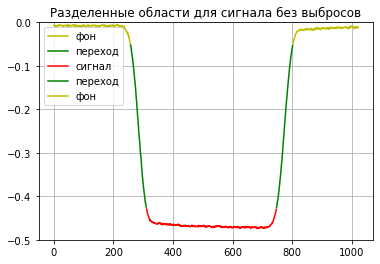 Разделенные области для сигнала без выбросов
0.0
−0.1
−0.2
−0.3
−0.4
−0.5
фон
переход
сигнал
переход
фон
0 200 400 600 800 1000